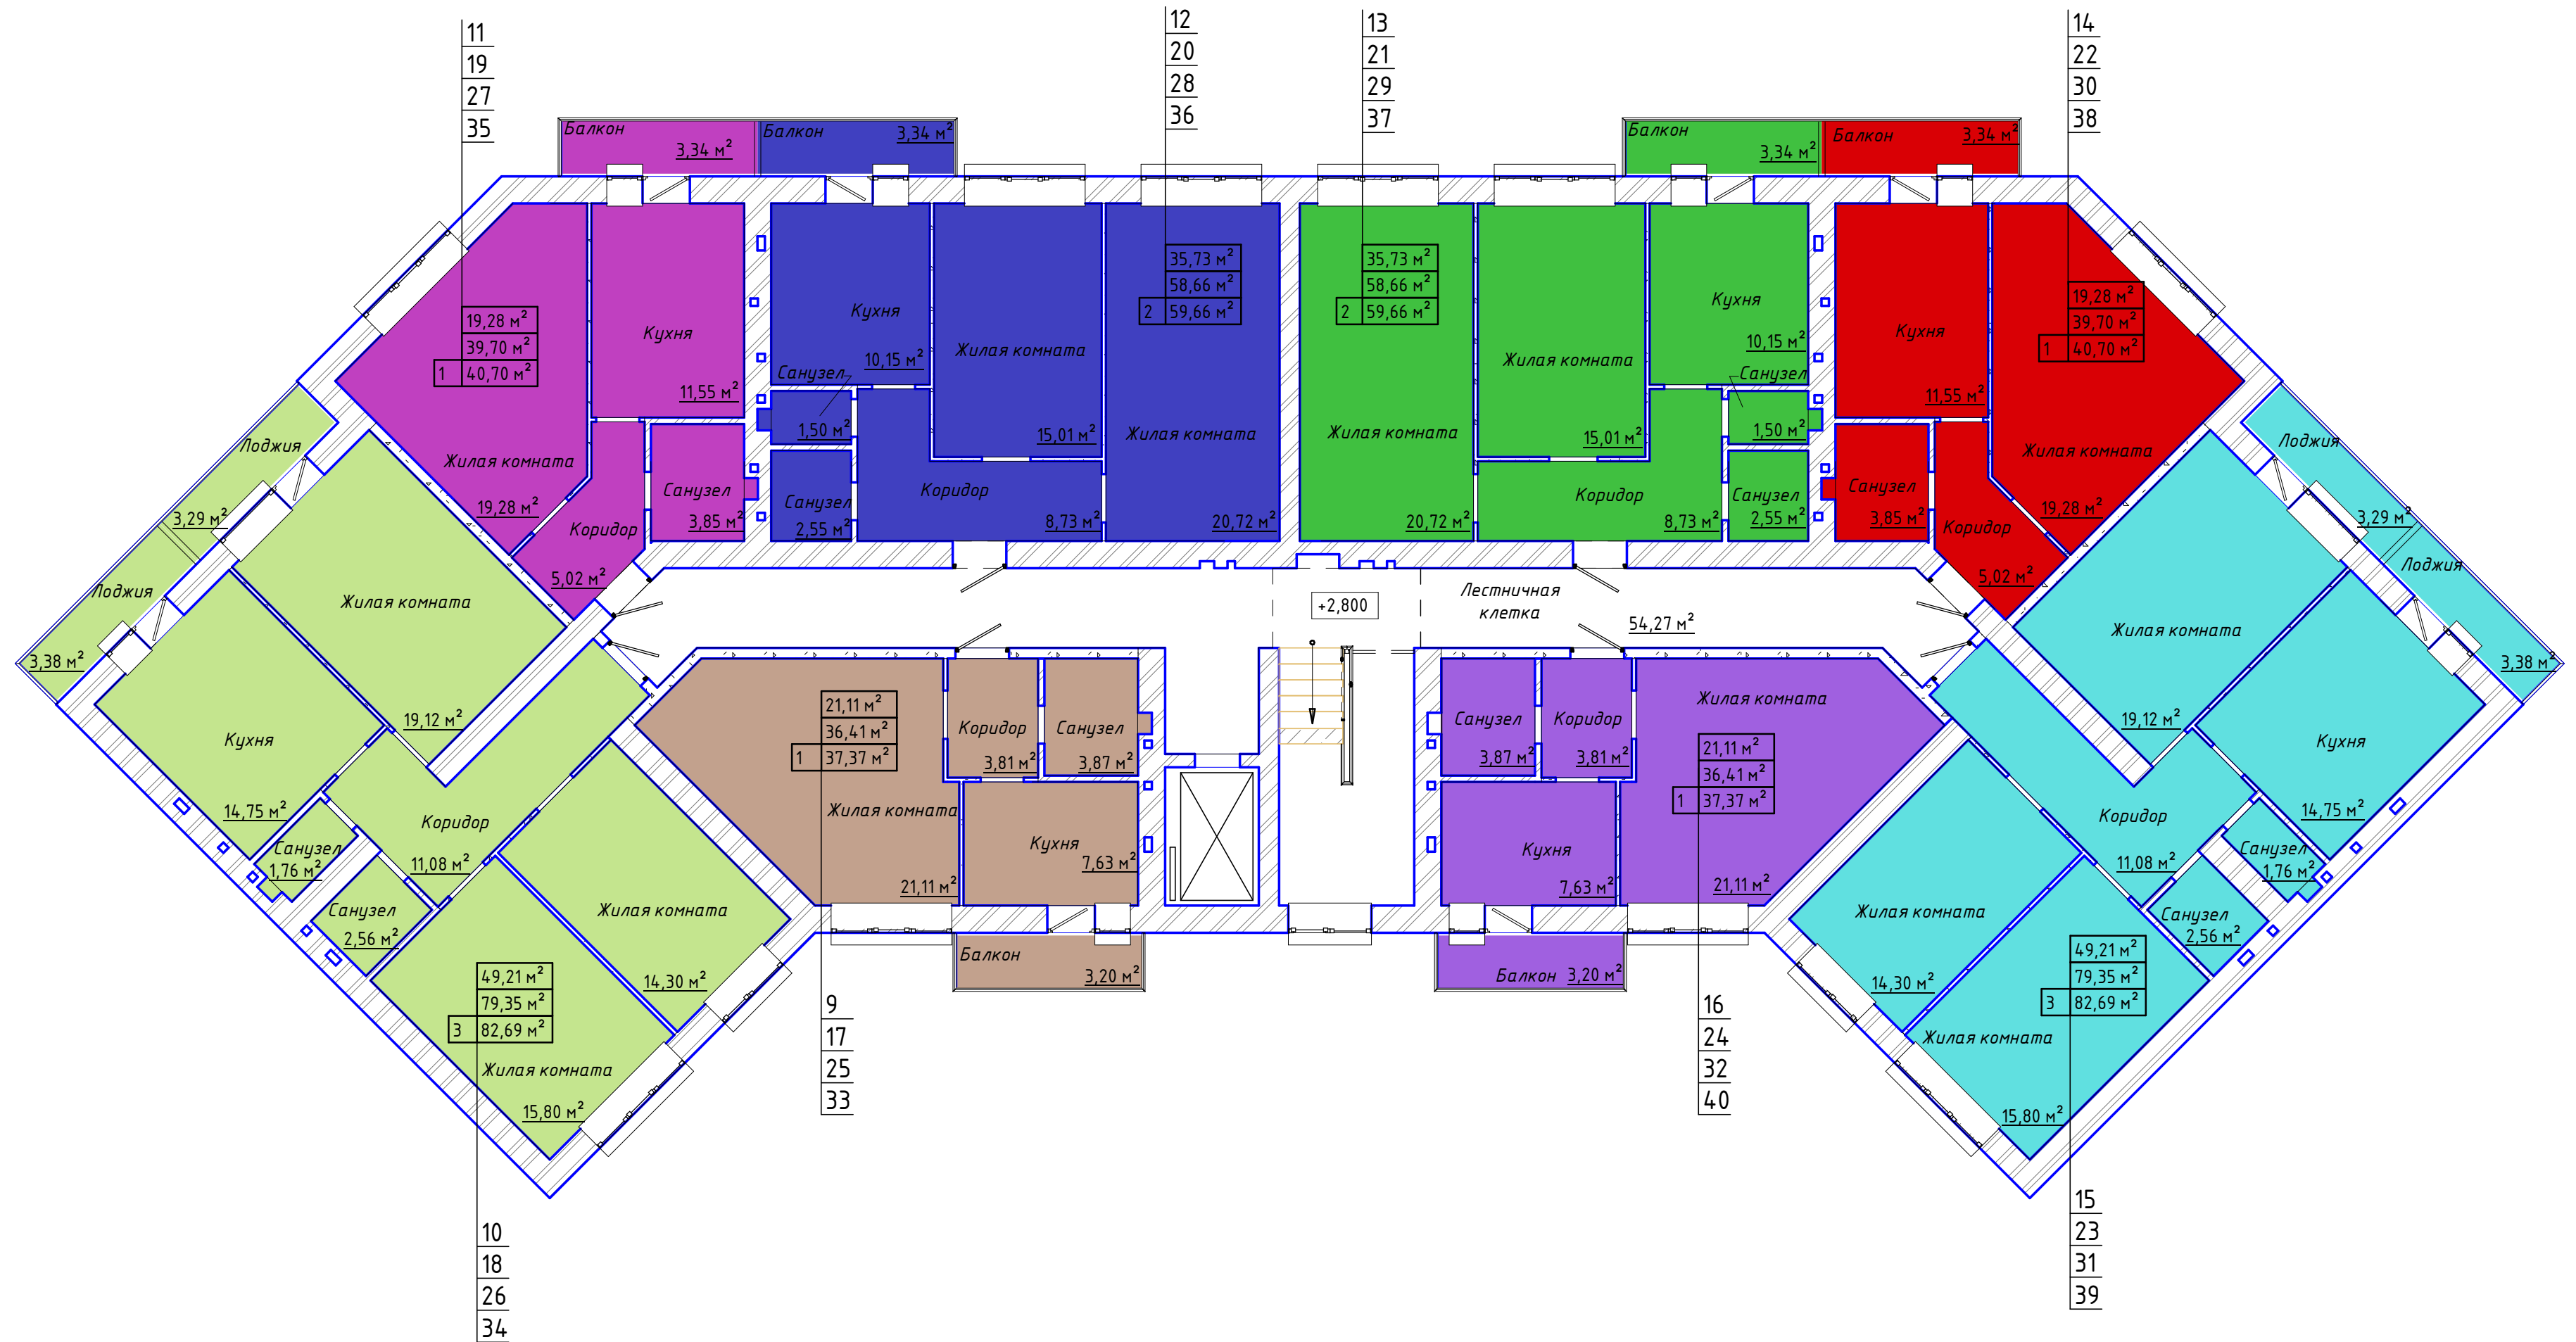 11
19
27
35
12
20
28
36
13
21
29
37
14
22
30
38
Балкон
3,34 м²
Балкон
3,34 м²
Балкон
3,34 м²
Балкон
3,34 м²
19,28 м²
39,70 м²
1 40,70 м²
Кухня
11,55 м²
Жилая комната
19,28 м²
Коридор
5,02 м²
Санузел
3,85 м²
Кухня
10,15 м²
Санузел
1,50 м²
Санузел
2,55 м²
Жилая комната
15,01 м²
Коридор
8,73 м²
35,73 м²
58,66 м²
2 59,66 м²
Жилая комната
20,72 м²
35,73 м²
58,66 м²
2 59,66 м²
Жилая комната
20,72 м²
Жилая комната
15,01 м²
Кухня
10,15 м²
Санузел
1,50 м²
Санузел
2,55 м²
Коридор
8,73 м²
Кухня
11,55 м²
19,28 м²
39,70 м²
1 40,70 м²
Жилая комната
19,28 м²
Санузел
3,85 м²
Коридор
5,02 м²
Лоджия
3,29 м²
Лоджия
3,38 м²
Жилая комната
19,12 м²
Кухня
14,75 м²
Санузел
1,76 м²
Коридор
11,08 м²
Санузел
2,56 м²
Жилая комната
14,30 м²
49,21 м²
79,35 м²
3 82,69 м²
Жилая комната
15,80 м²
+2,800
Лестничная
клетка
54,27 м²
21,11 м²
36,41 м²
1 37,37 м²
Жилая комната
21,11 м²
Коридор
3,81 м²
Санузел
3,87 м²
Кухня
7,63 м²
Балкон
3,20 м²
Санузел
3,87 м²
Коридор
3,81 м²
Жилая комната
21,11 м²
36,41 м²
1 37,37 м²
21,11 м²
Кухня
7,63 м²
Балкон 3,20 м²
Лоджия
3,29 м²
Лоджия
3,38 м²
Жилая комната
19,12 м²
Кухня
14,75 м²
Коридор
11,08 м²
Санузел
1,76 м²
Санузел
2,56 м²
Жилая комната
14,30 м²
49,21 м²
79,35 м²
3 82,69 м²
Жилая комната
15,80 м²
9
17
25
33
16
24
32
40
10
18
26
34
15
23
31
39